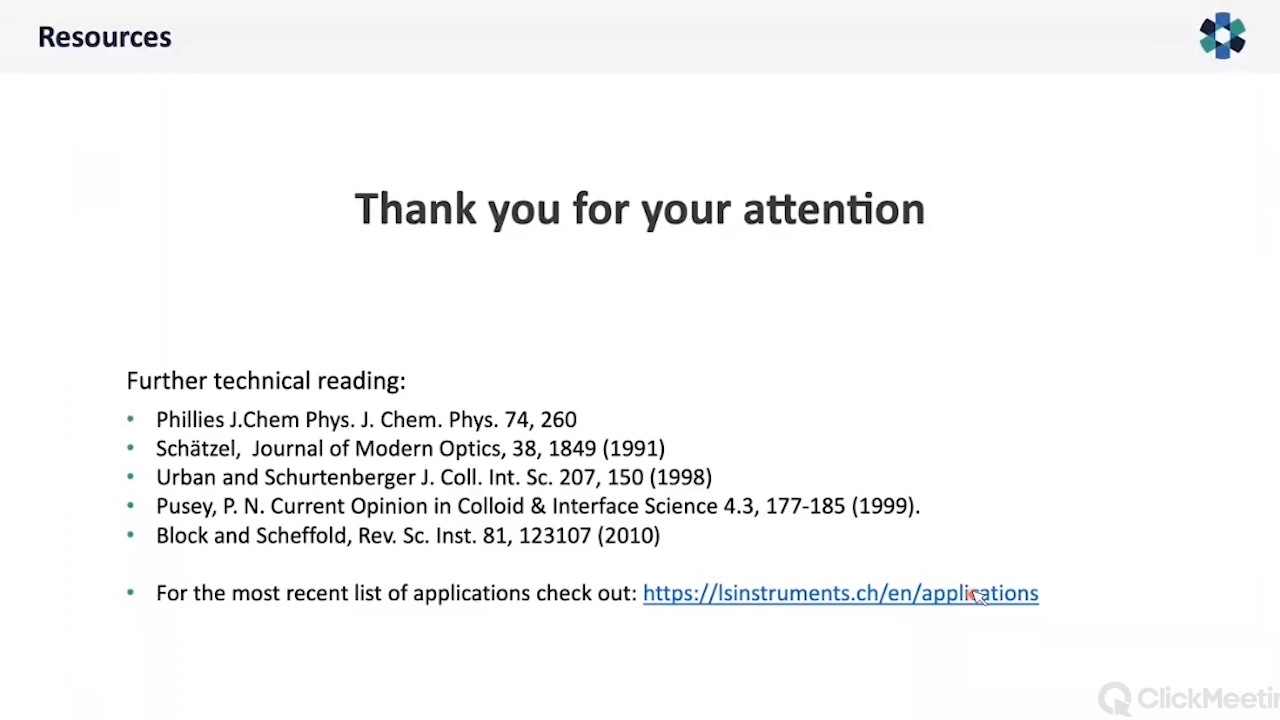 Resources
Thank you for your attention
Further technical reading:
• Phillies J.Chem Phys. J. Chem. Phys. 74, 260
• Schätzel, Journal of Modern Optics, 38, 1849 (1991)
• Urban and Schurtenberger J. Coll. Int. Sc. 207, 150 (1998)
• Pusey, P. N. Current Opinion in Colloid & Interface Science 4.3, 177-185 (1999).
• Block and Scheffold, Rev. Sc. Inst. 81, 123107 (2010)
• For the most recent list of applications check out: https://lsinstruments.ch/en/applications
ClickMeetin